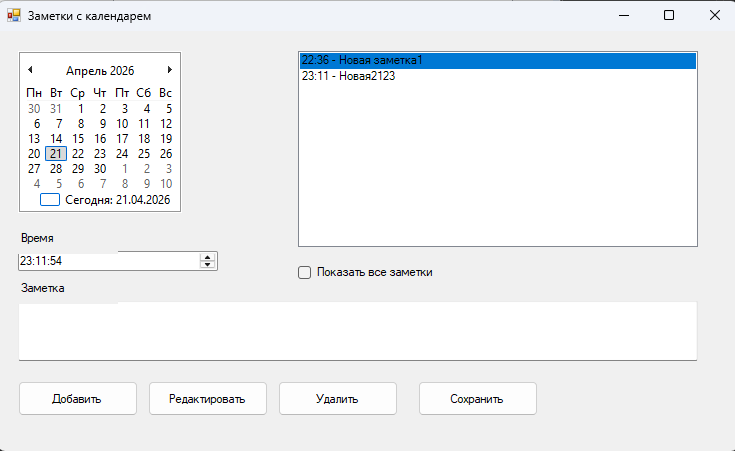 Заметки с календарем
Апрель 2026
Пн Вт Ср Чт Пт Сб Вс
30 31 1 2 3 4 5
6 7 8 9 10 11 12
13 14 15 16 17 18 19
20 21 22 23 24 25 26
27 28 29 30 1 2 3
4 5 6 7 8 9 10
Сегодня: 21.04.2026
22:36 - Новая заметка1
23:11 - Новая2123
Время
23:11:54
Показать все заметки
Заметка
Добавить
Редактировать
Удалить
Сохранить